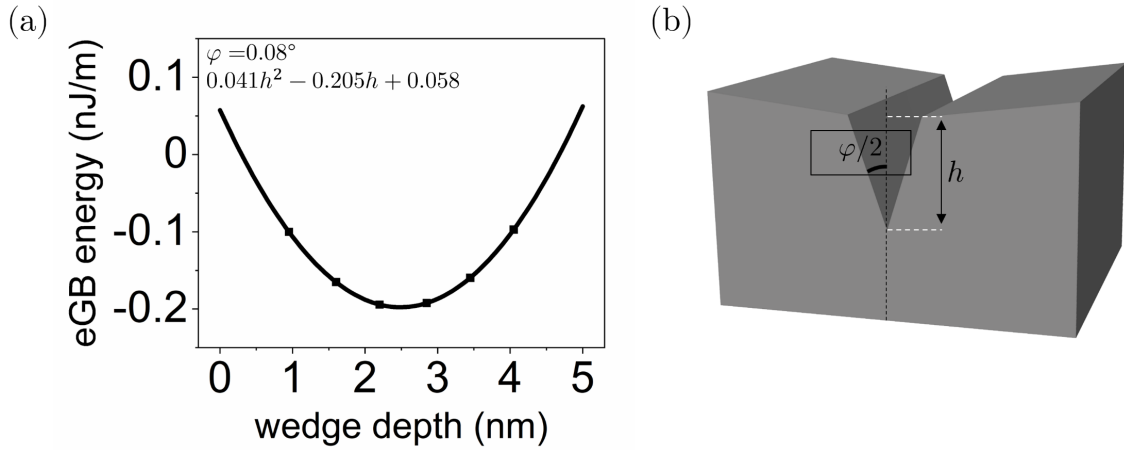 (a)
φ =0.08°
0.041h² − 0.205h + 0.058
eGB energy (nJ/m)
0.1
0
-0.1
-0.2
0 1 2 3 4 5
wedge depth (nm)
(b)
φ/2
h